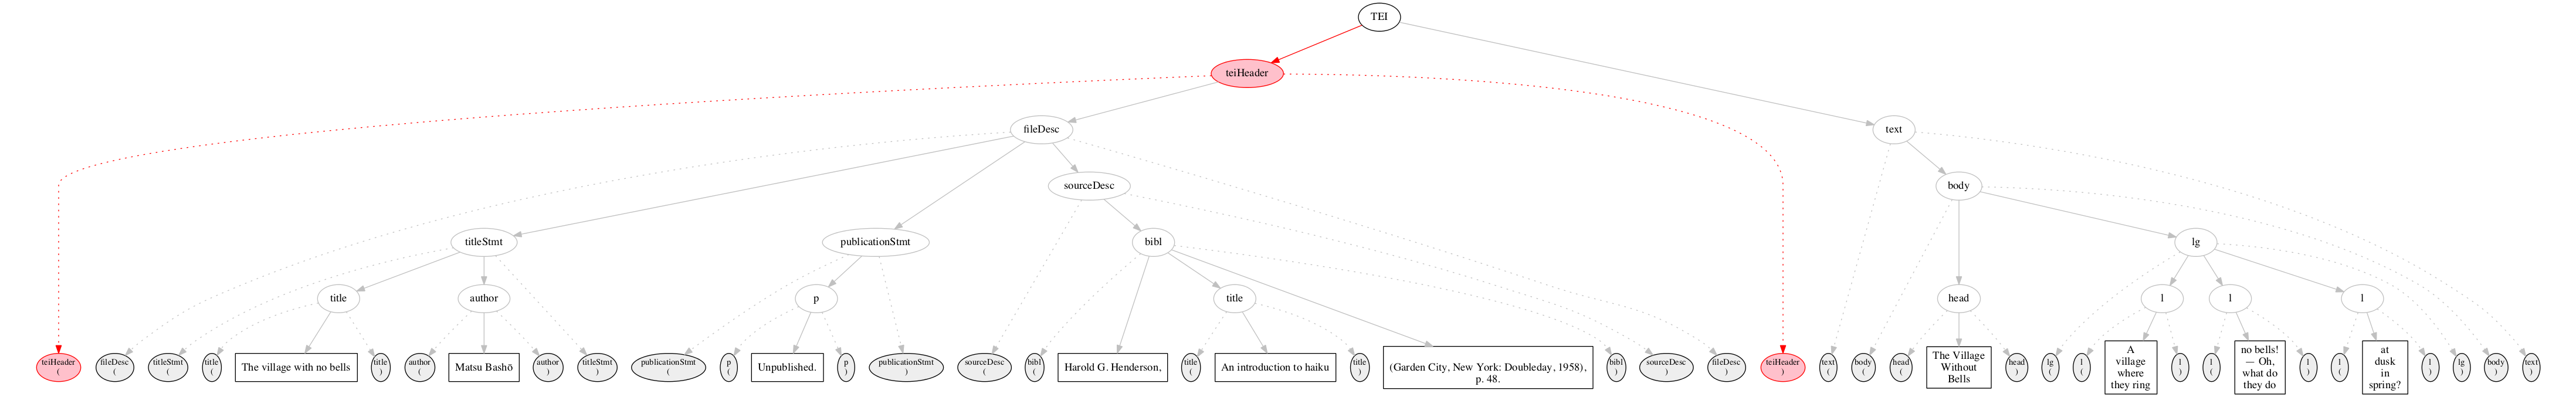 TEI
teiHeader
fileDesc
text
sourceDesc
body
titleStmt
publicationStmt
bibl
lg
title
author
p
title
head
l
l
l
teiHeader
(
fileDesc
(
titleStmt
(
title
(
The village with no bells
title
)
author
(
Matsu Bashō
author
)
titleStmt
)
publicationStmt
(
p
(
Unpublished.
p
)
publicationStmt
)
sourceDesc
(
bibl
(
Harold G. Henderson,
title
(
An introduction to haiku
title
)
(Garden City, New York: Doubleday, 1958),
p. 48.
bibl
)
sourceDesc
)
fileDesc
)
teiHeader
)
text
(
body
(
head
(
The Village
Without
Bells
head
)
lg
(
l
(
A
village
where
they ring
l
)
l
(
no bells!
— Oh,
what do
they do
l
)
l
(
at
dusk
in
spring?
l
)
lg
)
body
)
text
)